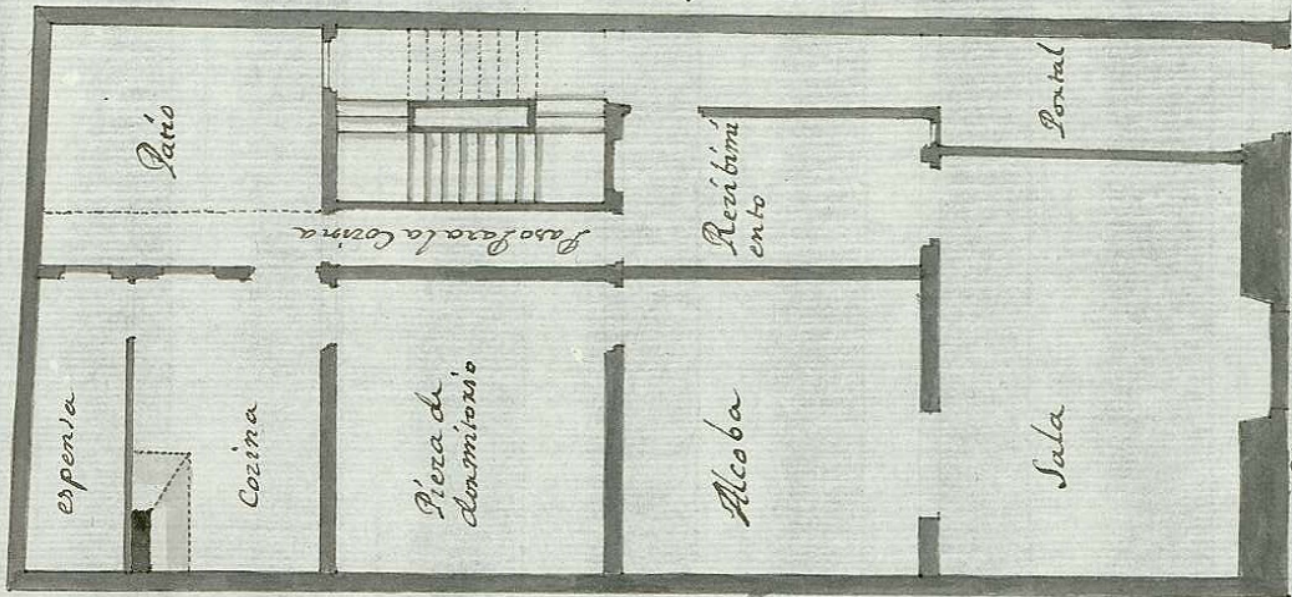 Patio
Portal
Recibimi
ento
Paso Para la Cozina
espensa
Cozina
Pieza de
dormitorio
Alcoba
Sala